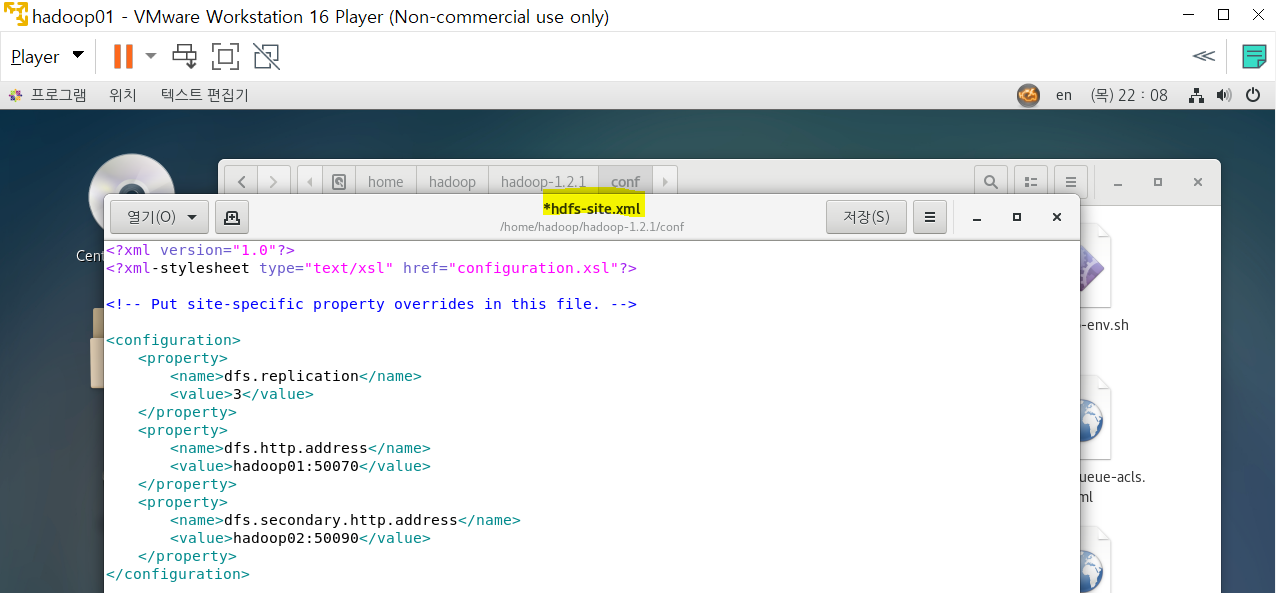 hadoop01 - VMware Workstation 16 Player (Non-commercial use only)
Player
프로그램 위치 텍스트 편집기 en (목) 22 : 08
home hadoop hadoop-1.2.1 conf
열기(O) *hdfs-site.xml 저장(S)
/home/hadoop/hadoop-1.2.1/conf
<?xml version="1.0"?>
<?xml-stylesheet type="text/xsl" href="configuration.xsl"?>
<!-- Put site-specific property overrides in this file. -->
<configuration>
<property>
<name>dfs.replication</name>
<value>3</value>
</property>
<property>
<name>dfs.http.address</name>
<value>hadoop01:50070</value>
</property>
<property>
<name>dfs.secondary.http.address</name>
<value>hadoop02:50090</value>
</property>
</configuration>
Cen
-env.sh
ueue-acls.
ml